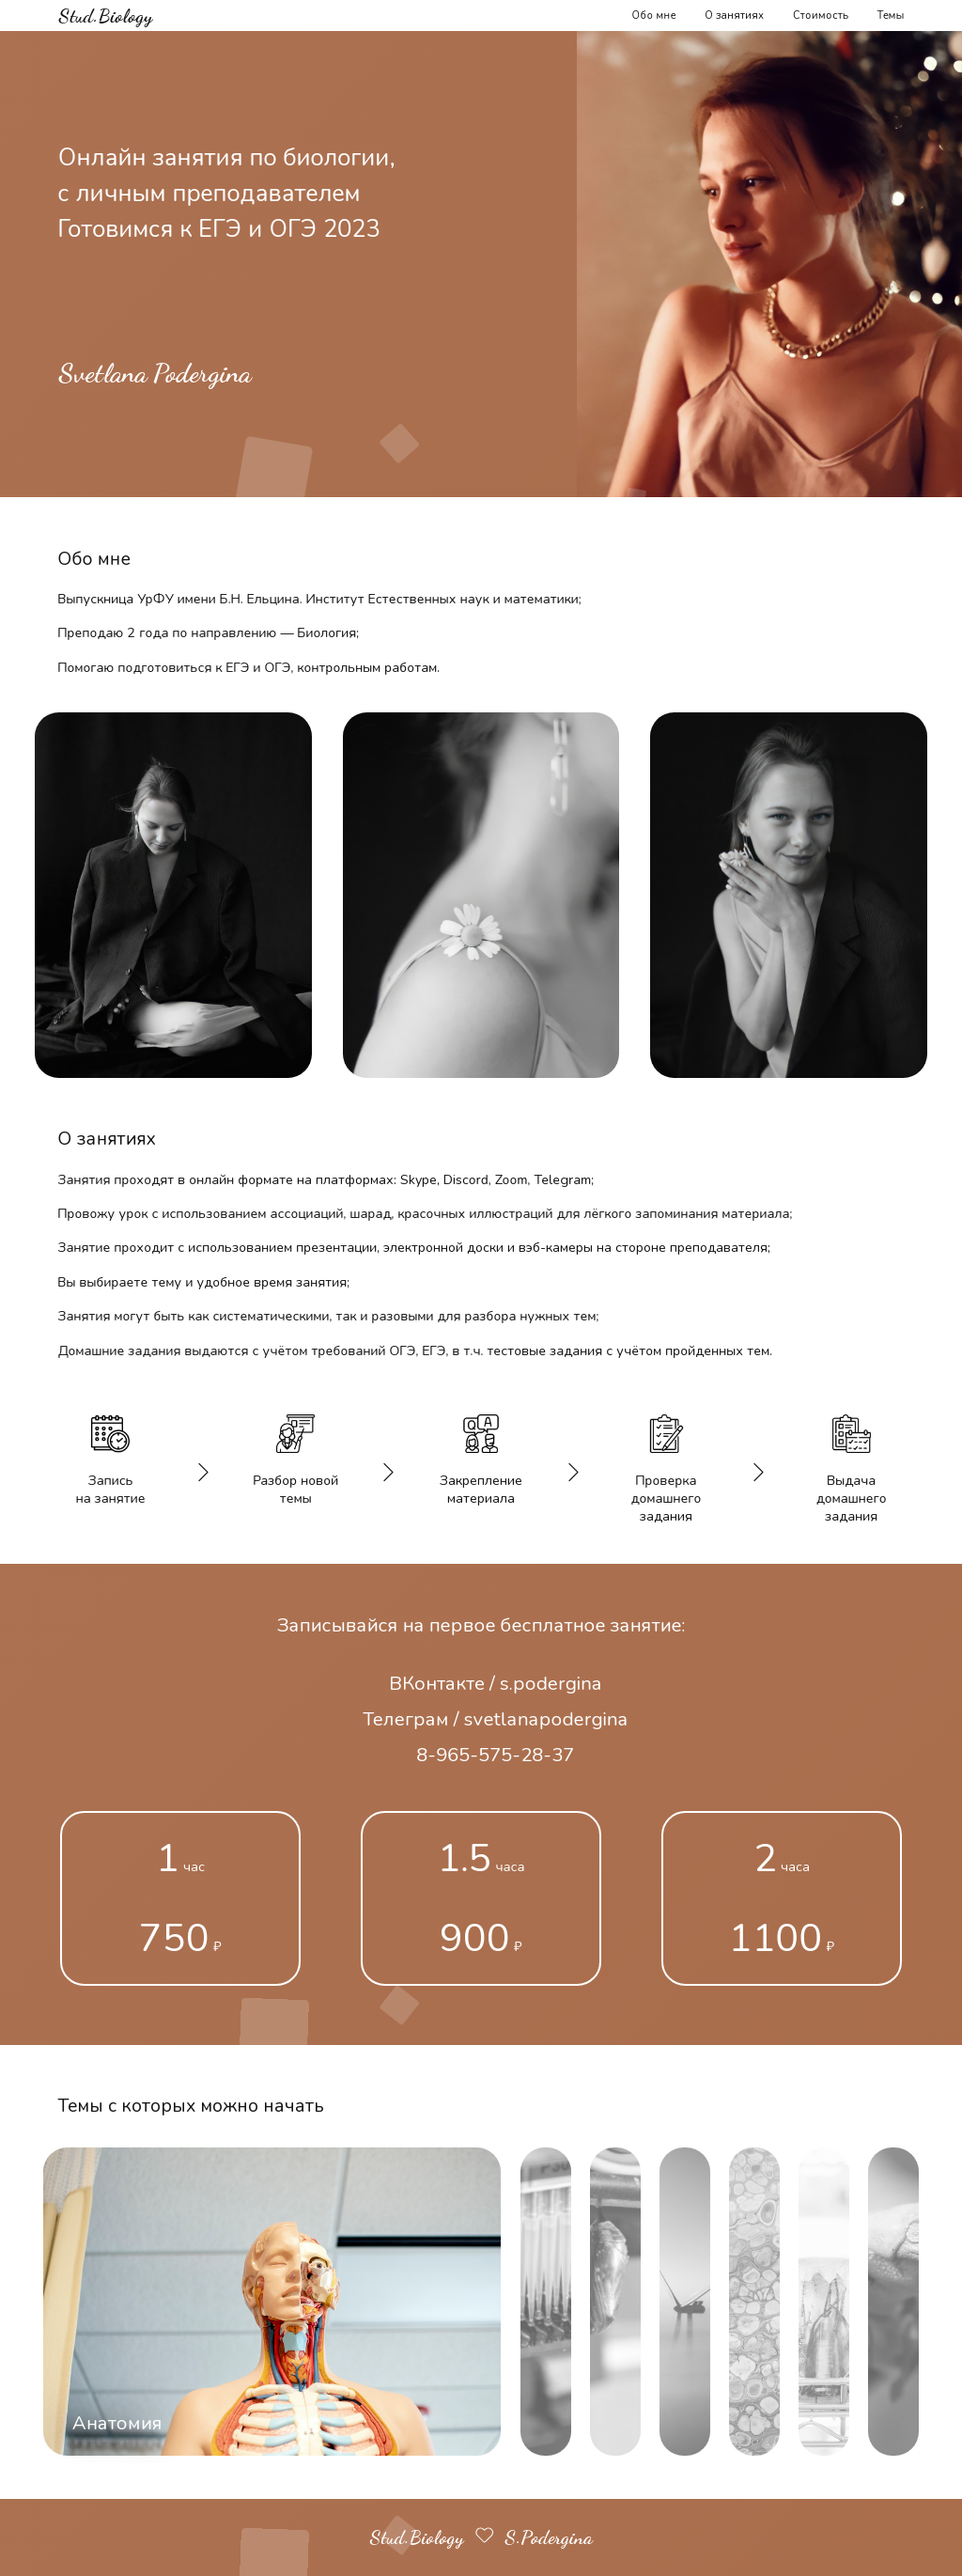 Stud.Biology
Обо мне О занятиях Стоимость Темы
Онлайн занятия по биологии,
с личным преподавателем
Готовимся к ЕГЭ и ОГЭ 2023
Svetlana Podergina
Обо мне
Выпускница УрФУ имени Б.Н. Ельцина. Институт Естественных наук и математики;
Преподаю 2 года по направлению — Биология;
Помогаю подготовиться к ЕГЭ и ОГЭ, контрольным работам.
О занятиях
Занятия проходят в онлайн формате на платформах: Skype, Discord, Zoom, Telegram;
Провожу урок с использованием ассоциаций, шарад, красочных иллюстраций для лёгкого запоминания материала;
Занятие проходит с использованием презентации, электронной доски и вэб-камеры на стороне преподавателя;
Вы выбираете тему и удобное время занятия;
Занятия могут быть как систематическими, так и разовыми для разбора нужных тем;
Домашние задания выдаются с учётом требований ОГЭ, ЕГЭ, в т.ч. тестовые задания с учётом пройденных тем.
Q A
Запись
на занятие
Разбор новой
темы
Закрепление
материала
Проверка
домашнего
задания
Выдача
домашнего
задания
Записывайся на первое бесплатное занятие:
ВКонтакте / s.podergina
Телеграм / svetlanapodergina
8-965-575-28-37
1 час
750 ₽
1.5 часа
900 ₽
2 часа
1100 ₽
Темы с которых можно начать
Анатомия
Stud.Biology S.Podergina